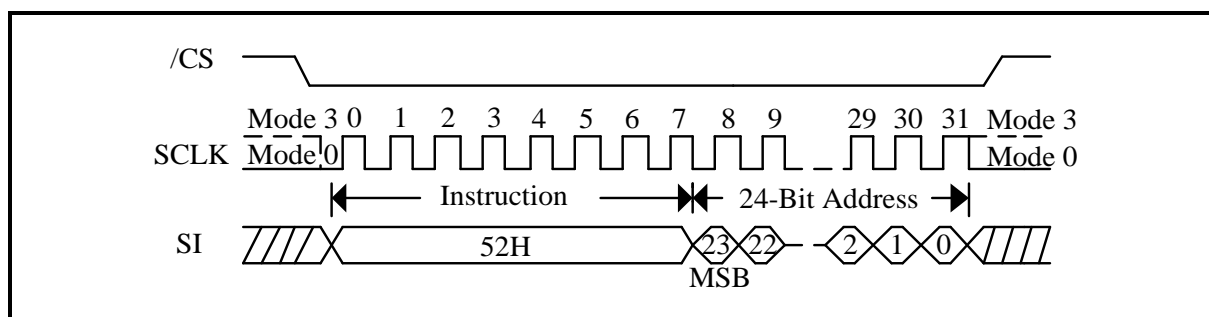 /CS
Mode 3 0 1 2 3 4 5 6 7 8 9 29 30 31 Mode 3
SCLK Mode 0 Mode 0
Instruction 24-Bit Address
SI 52H 23 22 2 1 0
MSB